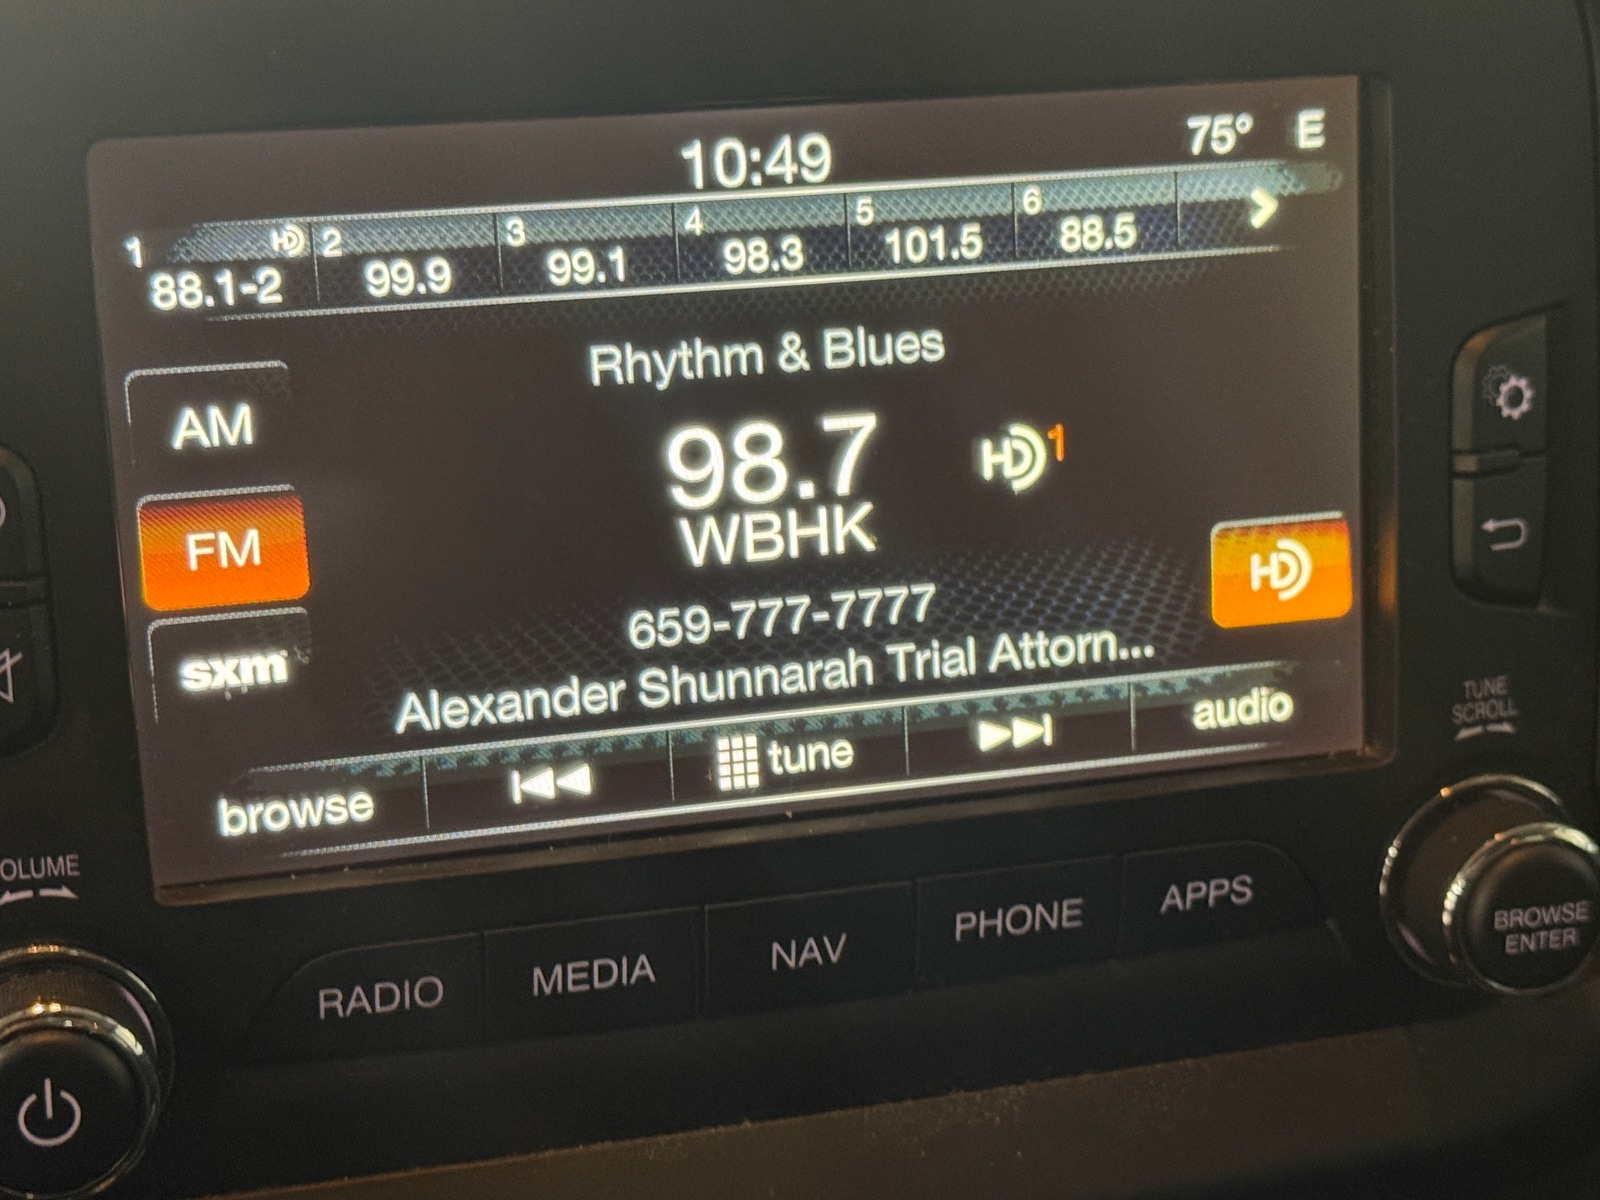 10:49
75° E
1 HD 2 3 4 5 6
88.1-2 99.9 99.1 98.3 101.5 88.5
Rhythm & Blues
AM
98.7 HD 1
WBHK
FM
HD
659-777-7777
sxm
Alexander Shunnarah Trial Attorn...
browse tune audio
TUNE
SCROLL
OLUME
RADIO MEDIA NAV PHONE APPS
BROWSE
ENTER